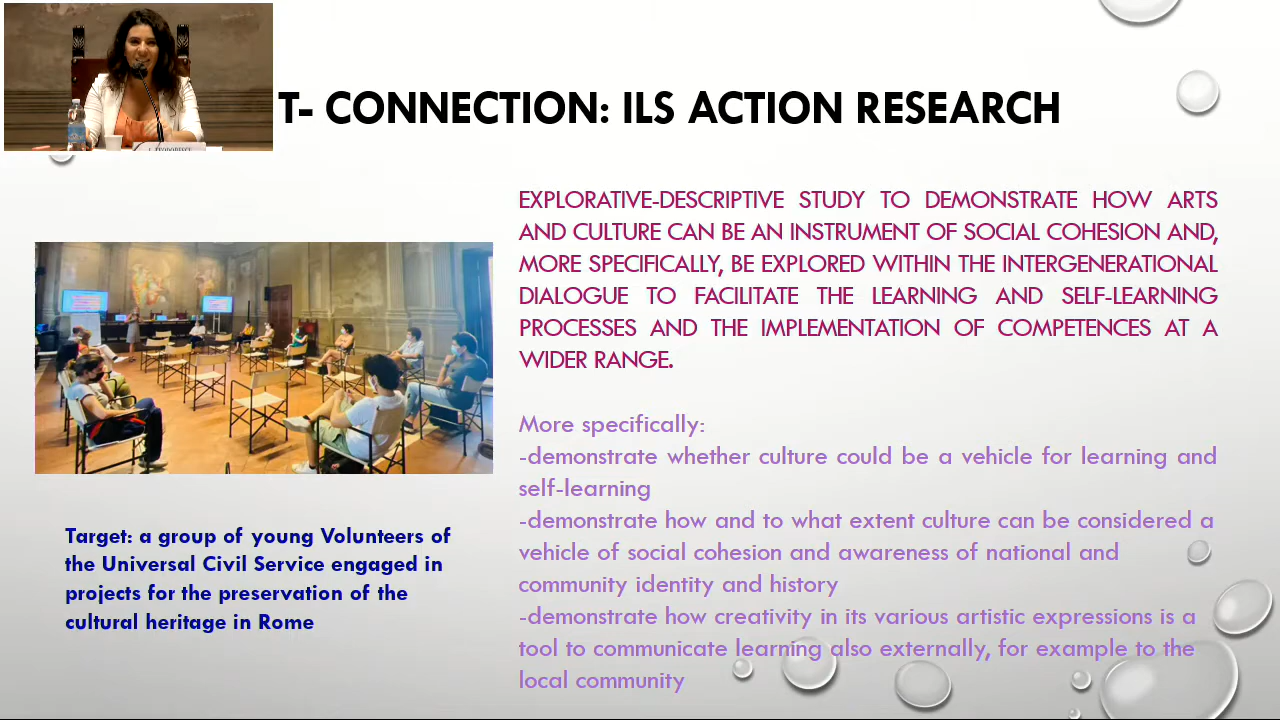 T- CONNECTION: ILS ACTION RESEARCH
EXPLORATIVE-DESCRIPTIVE STUDY TO DEMONSTRATE HOW ARTS
AND CULTURE CAN BE AN INSTRUMENT OF SOCIAL COHESION AND,
MORE SPECIFICALLY, BE EXPLORED WITHIN THE INTERGENERATIONAL
DIALOGUE TO FACILITATE THE LEARNING AND SELF-LEARNING
PROCESSES AND THE IMPLEMENTATION OF COMPETENCES AT A
WIDER RANGE.
More specifically:
-demonstrate whether culture could be a vehicle for learning and
self-learning
-demonstrate how and to what extent culture can be considered a
vehicle of social cohesion and awareness of national and
community identity and history
-demonstrate how creativity in its various artistic expressions is a
tool to communicate learning also externally, for example to the
local community
Target: a group of young Volunteers of
the Universal Civil Service engaged in
projects for the preservation of the
cultural heritage in Rome